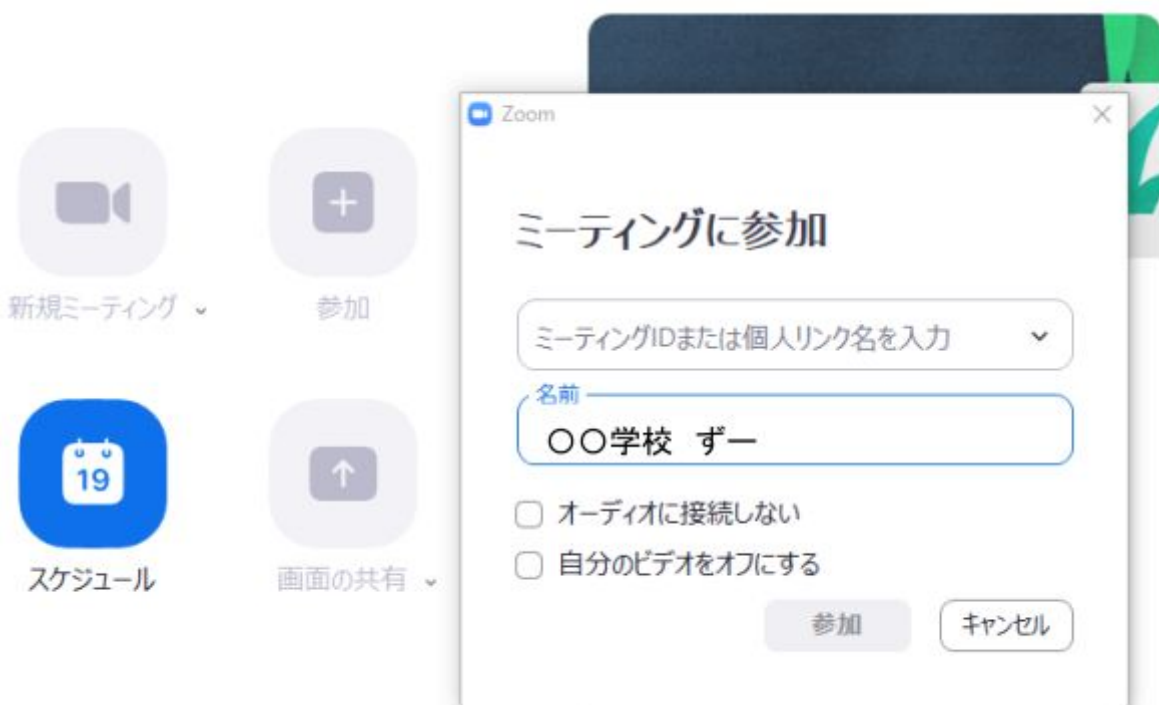 Zoom
ミーティングに参加
ミーティングIDまたは個人リンク名を入力
名前
〇〇学校 ずー
オーディオに接続しない
自分のビデオをオフにする
参加
キャンセル
新規ミーティング
参加
19
スケジュール
画面の共有